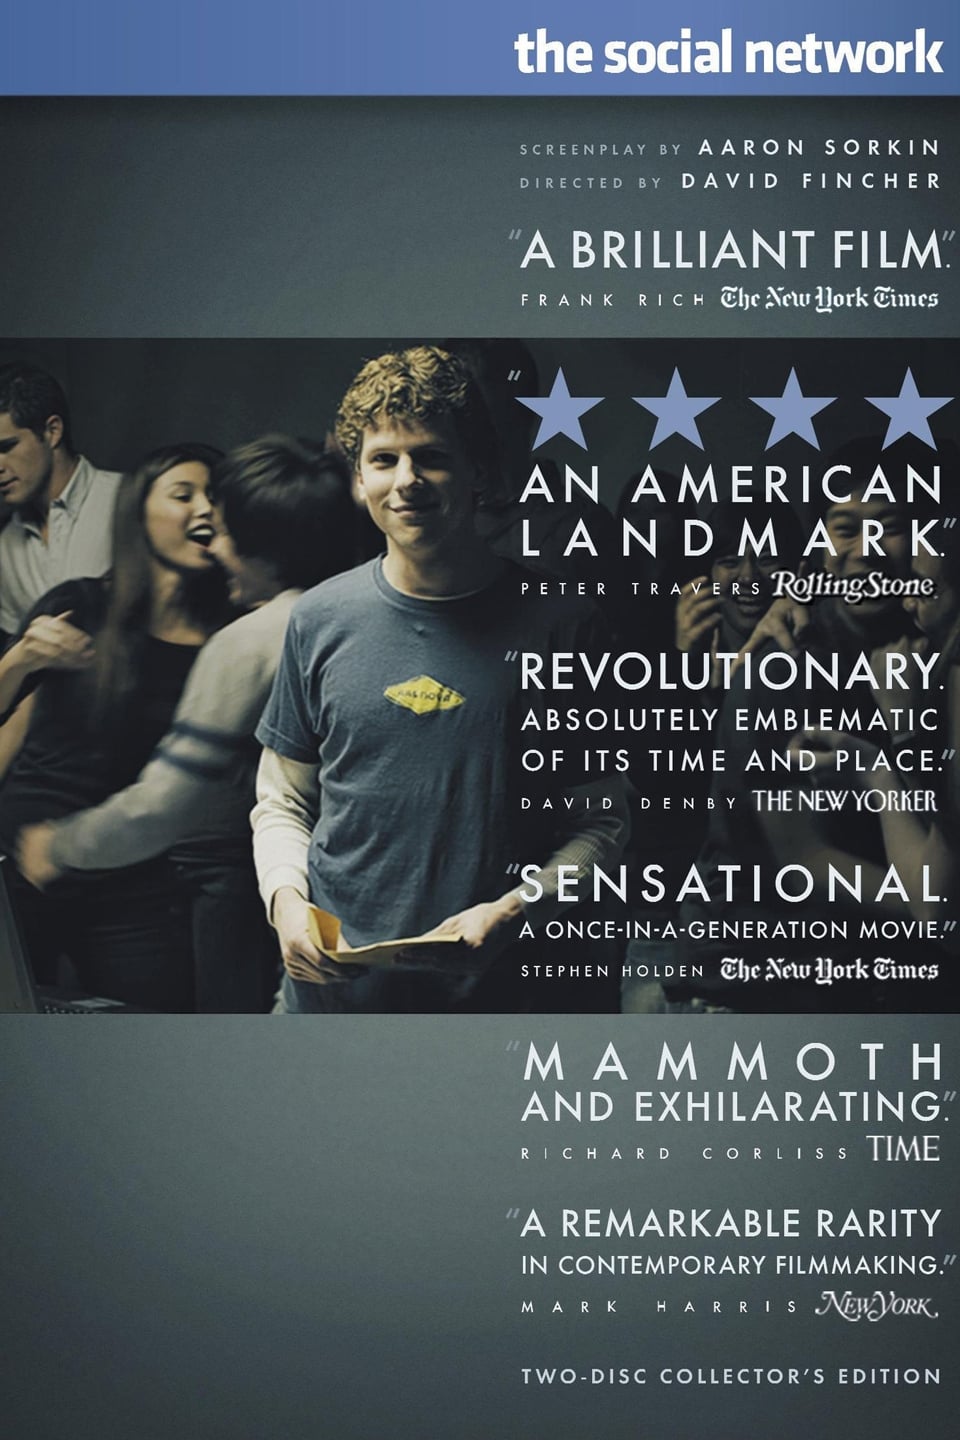 the social network
SCREENPLAY BY AARON SORKIN
DIRECTED BY DAVID FINCHER
"A BRILLIANT FILM."
FRANK RICH The New York Times
"★ ★ ★ ★
AN AMERICAN
LANDMARK."
PETER TRAVERS RollingStone
"REVOLUTIONARY.
ABSOLUTELY EMBLEMATIC
OF ITS TIME AND PLACE."
DAVID DENBY THE NEW YORKER
"SENSATIONAL.
A ONCE-IN-A-GENERATION MOVIE."
STEPHEN HOLDEN The New York Times
"MAMMOTH
AND EXHILARATING."
RICHARD CORLISS TIME
"A REMARKABLE RARITY
IN CONTEMPORARY FILMMAKING."
MARK HARRIS NEW YORK
TWO-DISC COLLECTOR'S EDITION